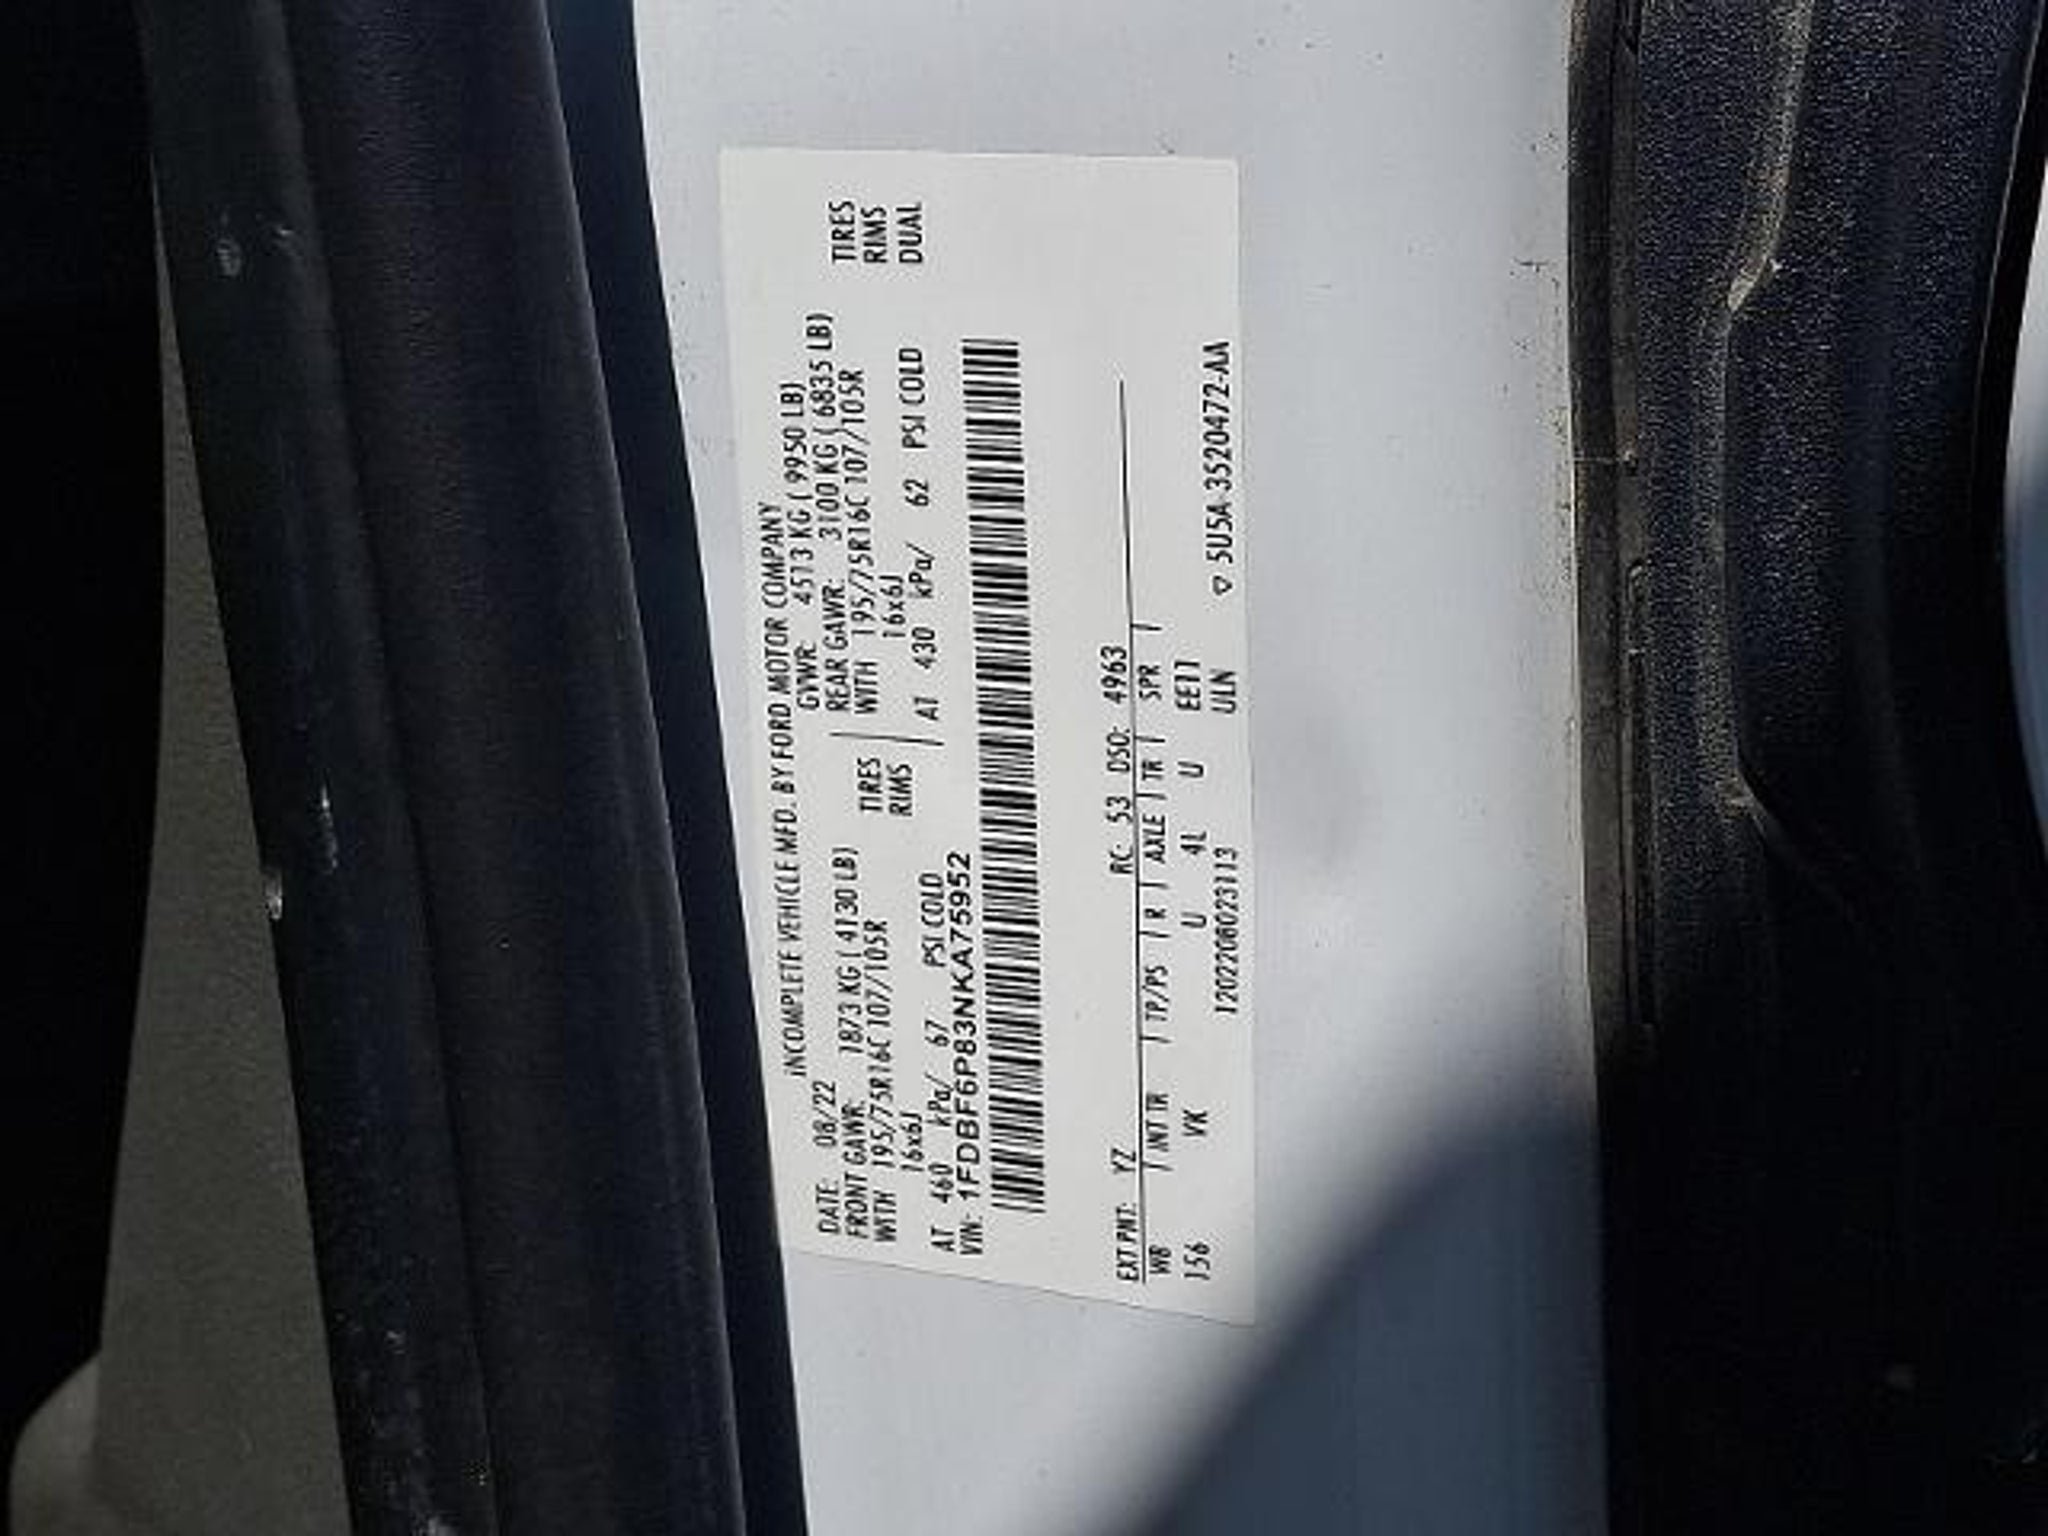 INCOMPLETE VEHICLE MFD. BY FORD MOTOR COMPANY
DATE: 08/22 GVWR: 4513 KG ( 9950 LB)
FRONT GAWR: 1873 KG ( 4130 LB) REAR GAWR: 3100 KG ( 6835 LB)
WITH 195/75R16C 107/105R TIRES WITH 195/75R16C 107/105R TIRES
16x6J RIMS 16x6J RIMS
AT 460 kPa/ 67 PSI COLD AT 430 kPa/ 62 PSI COLD DUAL
VIN: 1FDBF6P83NKA75952
EXT PNT: YZ RC: 53 DSO: 4963
WB / INT TR / TP/PS / R / AXLE / TR / SPR /
156 VK U 4L U EE11
1202208023113 ULN
▽ 5U5A-3520472-AA